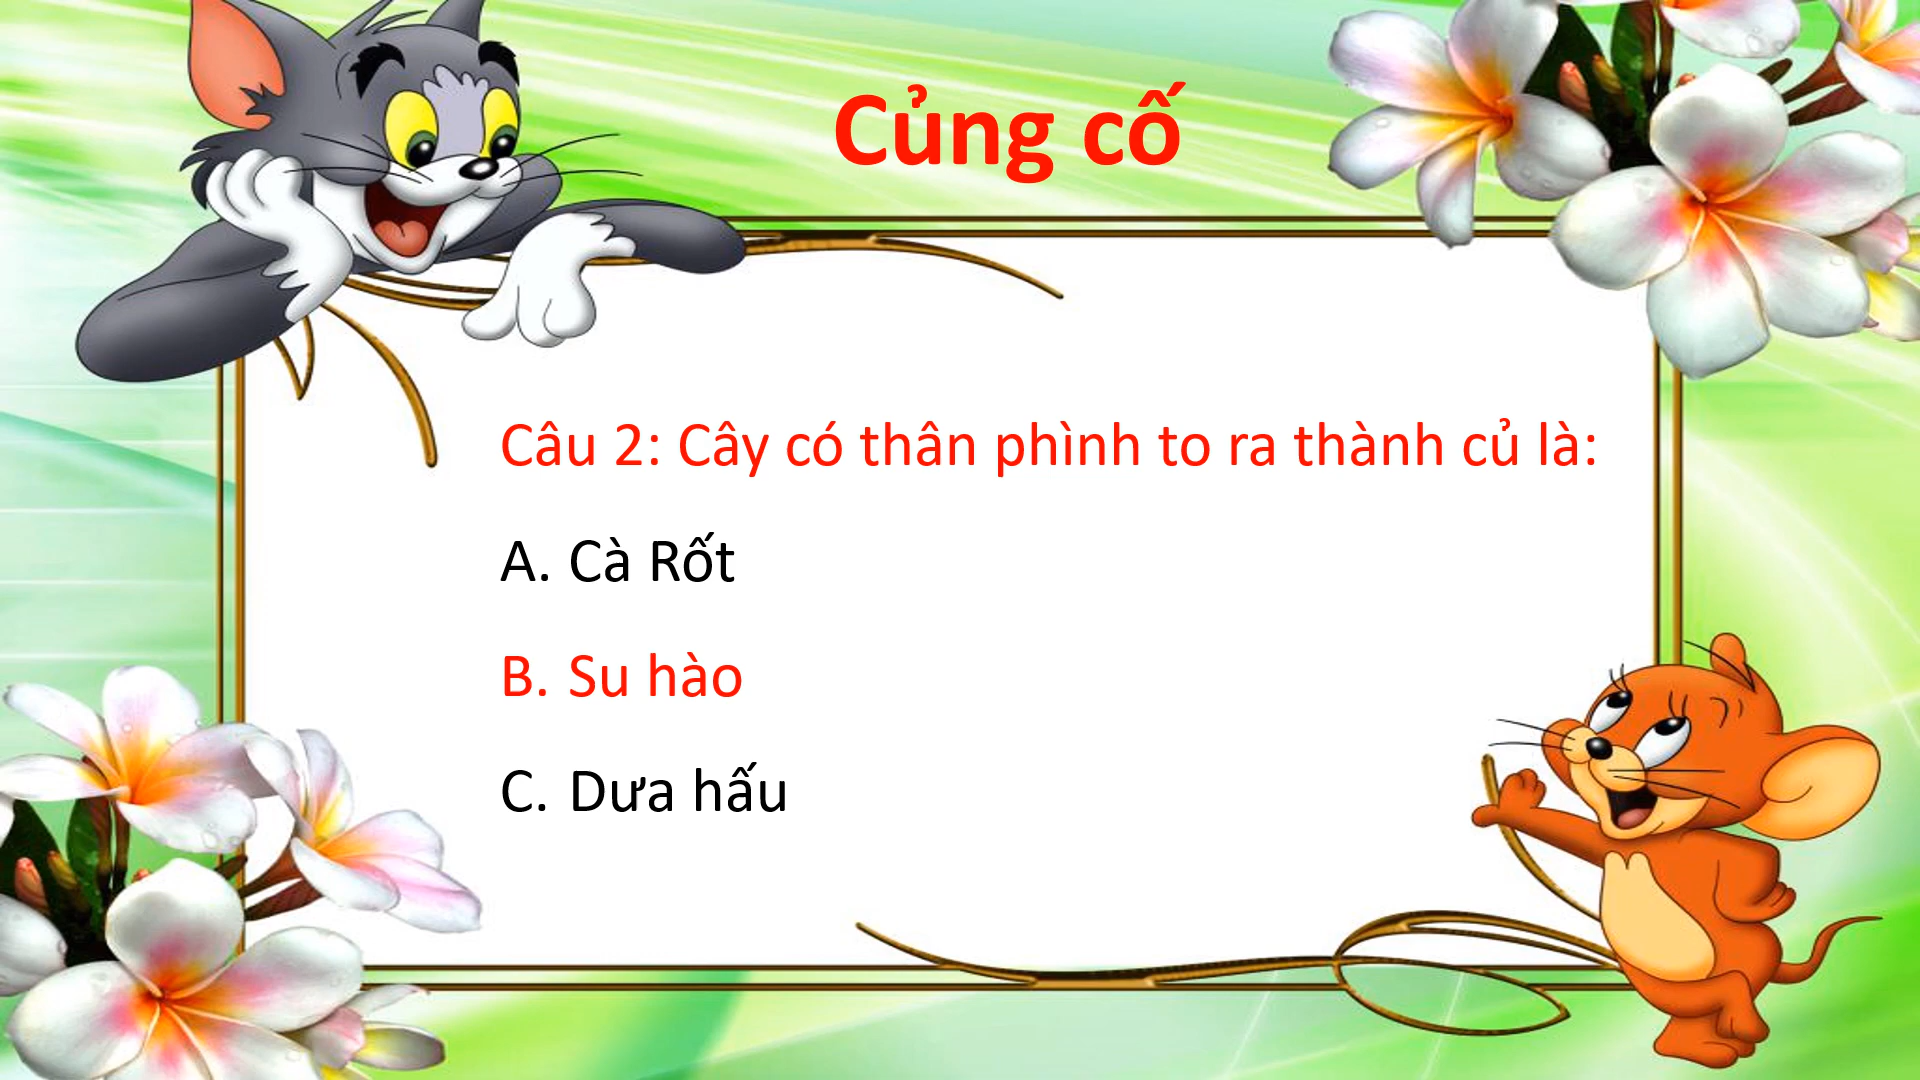 Củng cố
Câu 2: Cây có thân phình to ra thành củ là:
A. Cà Rốt
B. Su hào
C. Dưa hấu